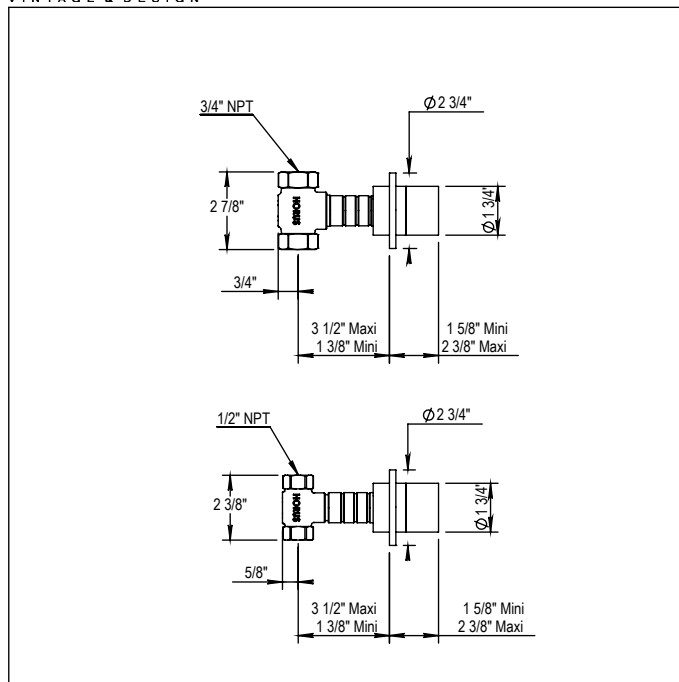 VINTAGE & DESIGN
3/4" NPT
Ø2 3/4"
2 7/8"
HORUS
Ø1 3/4"
3/4"
3 1/2" Maxi
1 3/8" Mini
1 5/8" Mini
2 3/8" Maxi
1/2" NPT
Ø2 3/4"
2 3/8"
HORUS
Ø1 3/4"
5/8"
3 1/2" Maxi
1 3/8" Mini
1 5/8" Mini
2 3/8" Maxi